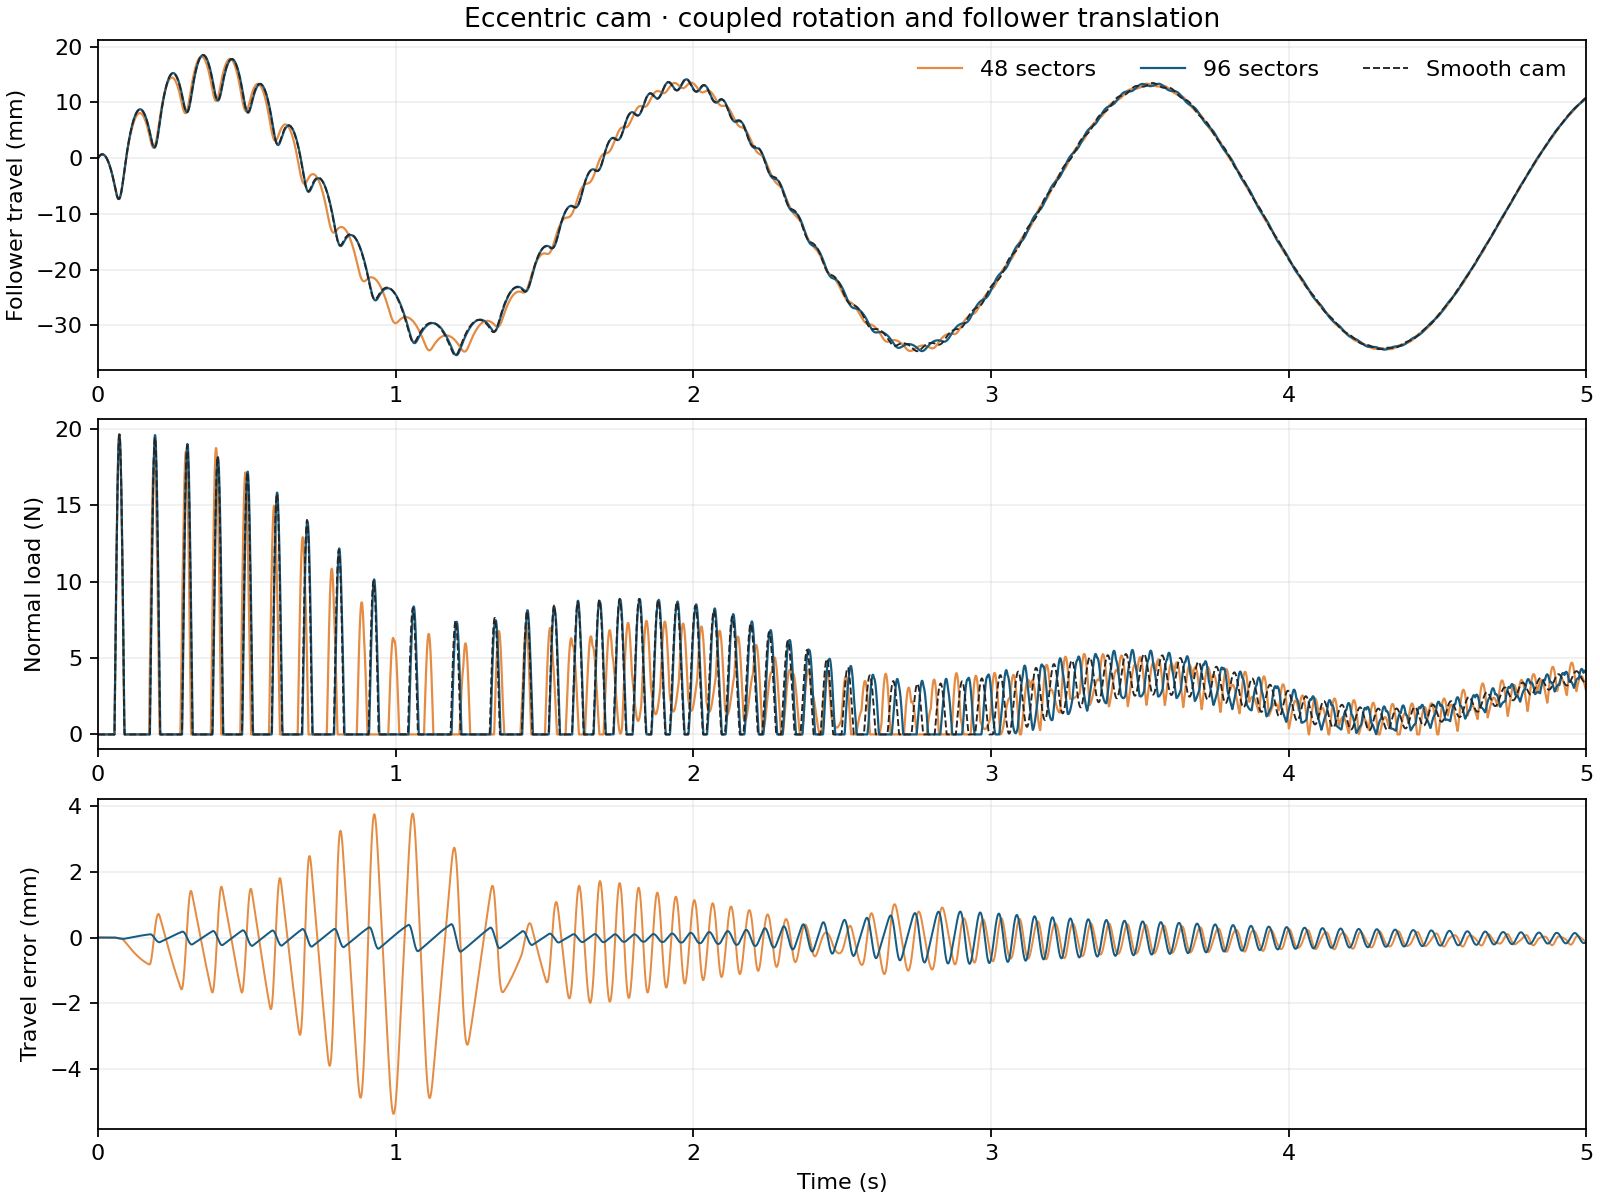 Eccentric cam · coupled rotation and follower translation
48 sectors 96 sectors Smooth cam
Follower travel (mm)
20
10
0
−10
−20
−30
0 1 2 3 4 5
Normal load (N)
20
15
10
5
0
0 1 2 3 4 5
Travel error (mm)
4
2
0
−2
−4
0 1 2 3 4 5
Time (s)